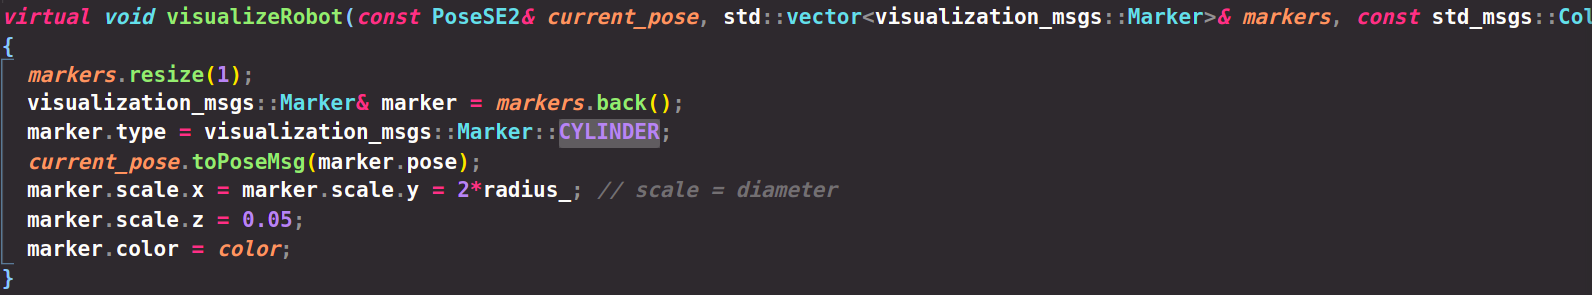 virtual void visualizeRobot(const PoseSE2& current_pose, std::vector<visualization_msgs::Marker>& markers, const std_msgs::Col
{
markers.resize(1);
visualization_msgs::Marker& marker = markers.back();
marker.type = visualization_msgs::Marker::CYLINDER;
current_pose.toPoseMsg(marker.pose);
marker.scale.x = marker.scale.y = 2*radius_; // scale = diameter
marker.scale.z = 0.05;
marker.color = color;
}